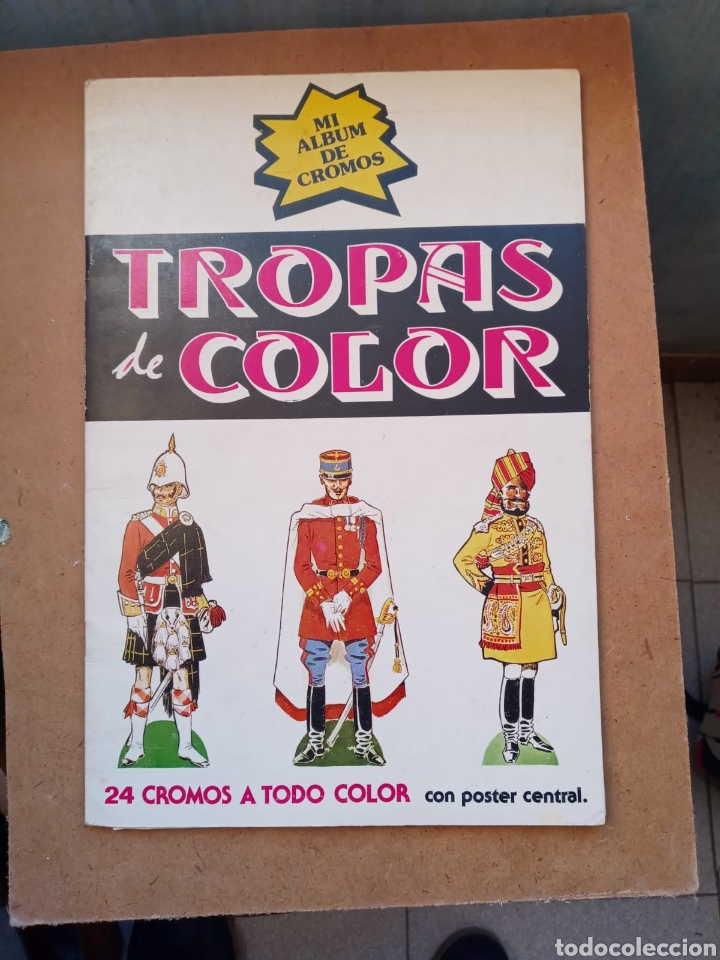 MI
ALBUM
DE
CROMOS
TROPAS
de COLOR
24 CROMOS A TODO COLOR con poster central.
todocoleccion